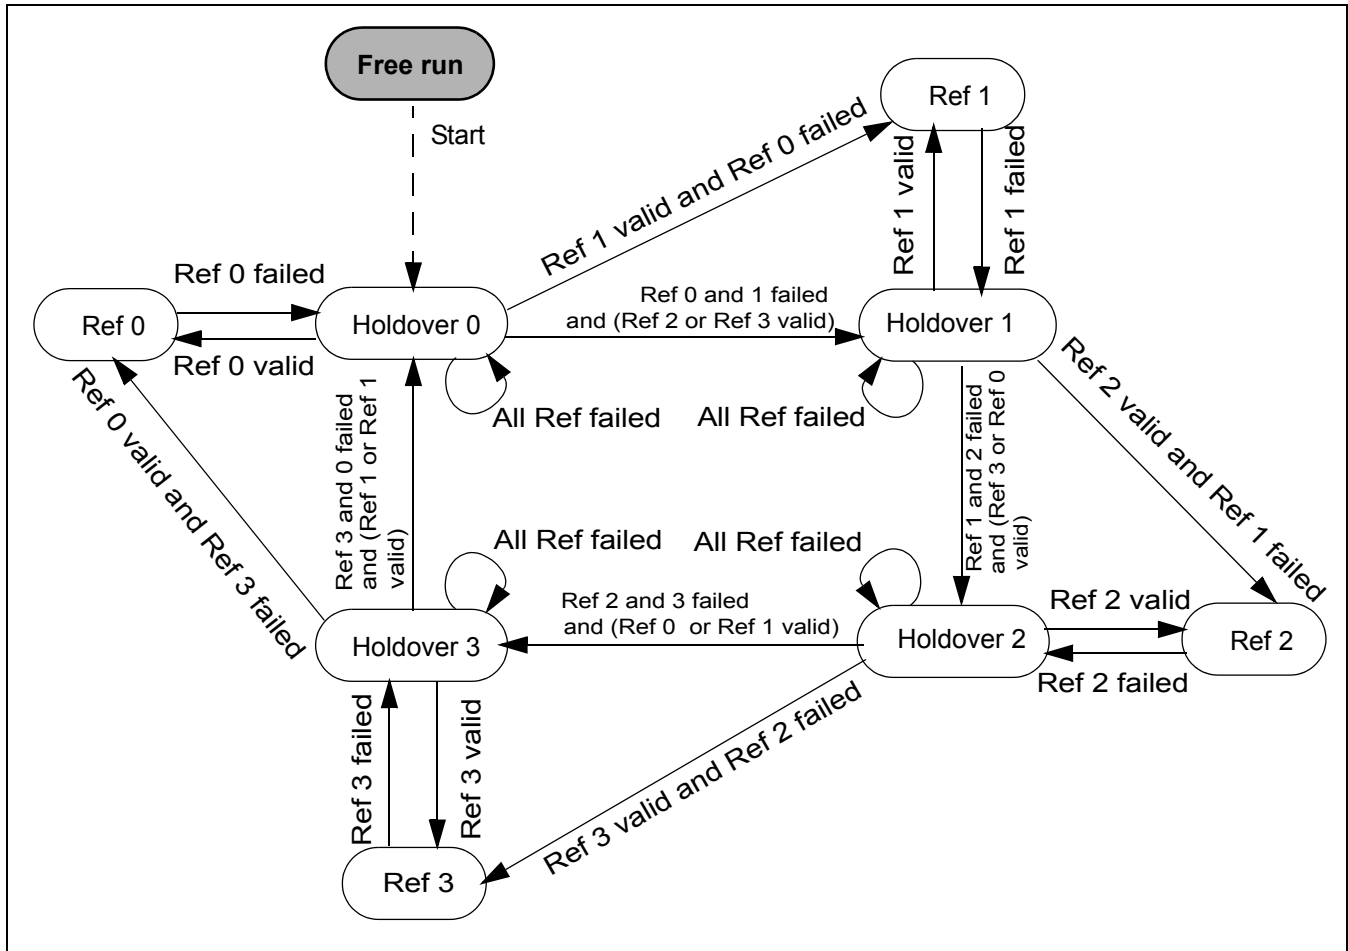 Free run
Start
Ref 1
Ref 1 valid and Ref 0 failed
Ref 1 valid
Ref 1 failed
Ref 0 failed
Ref 0
Ref 0 valid
Holdover 0
Ref 0 and 1 failed
and (Ref 2 or Ref 3 valid)
Holdover 1
All Ref failed
All Ref failed
Ref 0 valid and Ref 3 failed
Ref 3 and 0 failed
and (Ref 1 or Ref 1
valid)
Ref 1 and 2 failed
and (Ref 3 or Ref 0
valid)
Ref 2 valid and Ref 1 failed
All Ref failed
All Ref failed
Holdover 3
Ref 2 and 3 failed
and (Ref 0 or Ref 1 valid)
Holdover 2
Ref 2 valid
Ref 2 failed
Ref 2
Ref 3 failed
Ref 3 valid
Ref 3 valid and Ref 2 failed
Ref 3